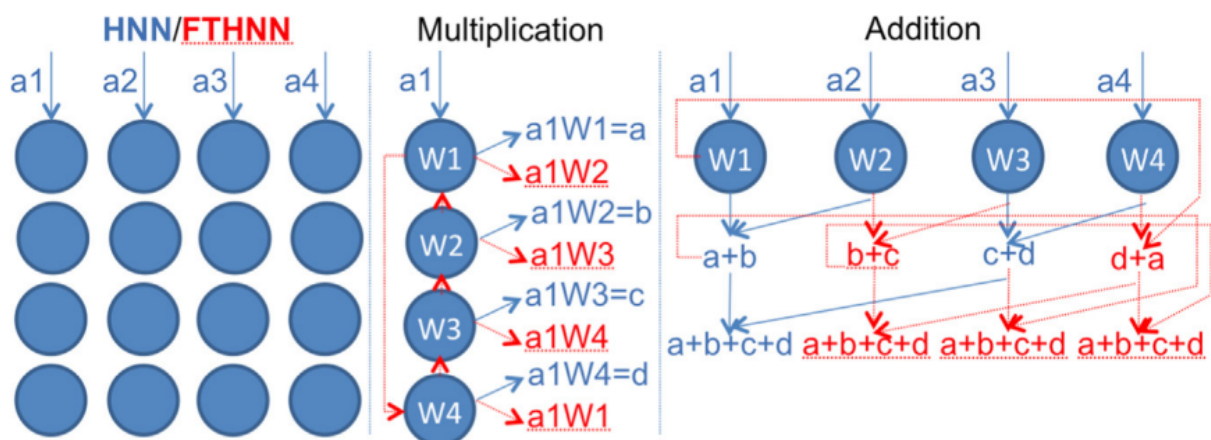 HNN/FTHNN
a1 a2 a3 a4
Multiplication
a1
W1
a1W1=a
a1W2
W2
a1W2=b
a1W3
W3
a1W3=c
a1W4
W4
a1W4=d
a1W1
Addition
a1 a2 a3 a4
W1 W2 W3 W4
a+b b+c c+d d+a
a+b+c+d a+b+c+d a+b+c+d a+b+c+d